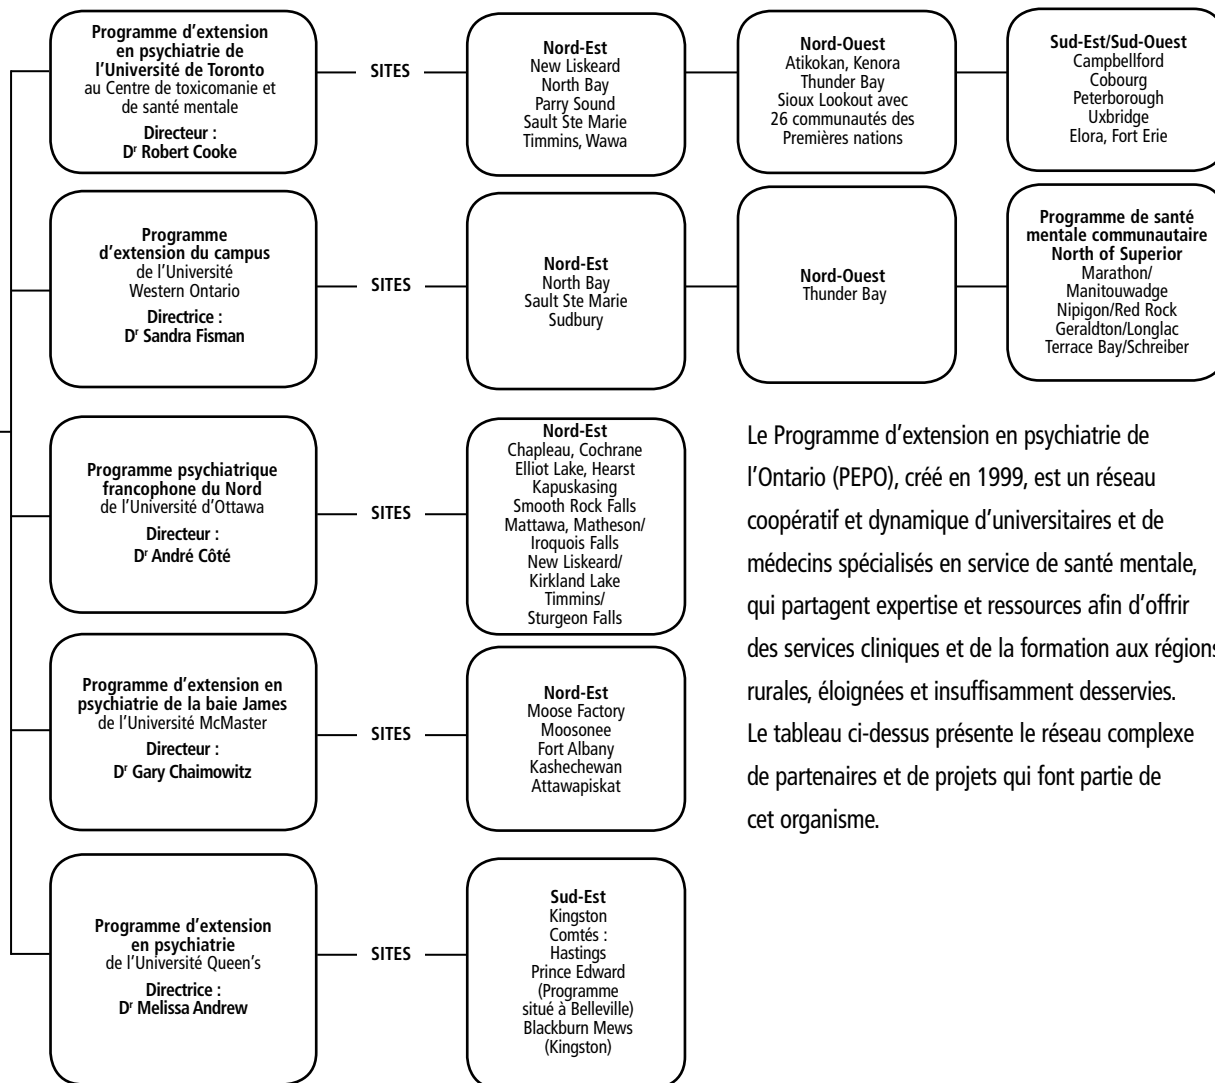 Programme d'extension
en psychiatrie de
l'Université de Toronto
au Centre de toxicomanie et
de santé mentale
Directeur :
Dr Robert Cooke
SITES
Nord-Est
New Liskeard
North Bay
Parry Sound
Sault Ste Marie
Timmins, Wawa
Nord-Ouest
Atikokan, Kenora
Thunder Bay
Sioux Lookout avec
26 communautés des
Premières nations
Sud-Est/Sud-Ouest
Campbellford
Cobourg
Peterborough
Uxbridge
Elora, Fort Erie
Programme
d'extension du campus
de l'Université
Western Ontario
Directrice :
Dr Sandra Fisman
SITES
Nord-Est
North Bay
Sault Ste Marie
Sudbury
Nord-Ouest
Thunder Bay
Programme de santé
mentale communautaire
North of Superior
Marathon/
Manitouwadge
Nipigon/Red Rock
Geraldton/Longlac
Terrace Bay/Schreiber
Programme psychiatrique
francophone du Nord
de l'Université d'Ottawa
Directeur :
Dr André Côté
SITES
Nord-Est
Chapleau, Cochrane
Elliot Lake, Hearst
Kapuskasing
Smooth Rock Falls
Mattawa, Matheson/
Iroquois Falls
New Liskeard/
Kirkland Lake
Timmins/
Sturgeon Falls
Programme d'extension en
psychiatrie de la baie James
de l'Université McMaster
Directeur :
Dr Gary Chaimowitz
SITES
Nord-Est
Moose Factory
Moosonee
Fort Albany
Kashechewan
Attawapiskat
Programme d'extension
en psychiatrie
de l'Université Queen's
Directrice :
Dr Melissa Andrew
SITES
Sud-Est
Kingston
Comtés :
Hastings
Prince Edward
(Programme
situé à Belleville)
Blackburn Mews
(Kingston)
Le Programme d'extension en psychiatrie de
l'Ontario (PEPO), créé en 1999, est un réseau
coopératif et dynamique d'universitaires et de
médecins spécialisés en service de santé mentale,
qui partagent expertise et ressources afin d'offrir
des services cliniques et de la formation aux régions
rurales, éloignées et insuffisamment desservies.
Le tableau ci-dessus présente le réseau complexe
de partenaires et de projets qui font partie de
cet organisme.